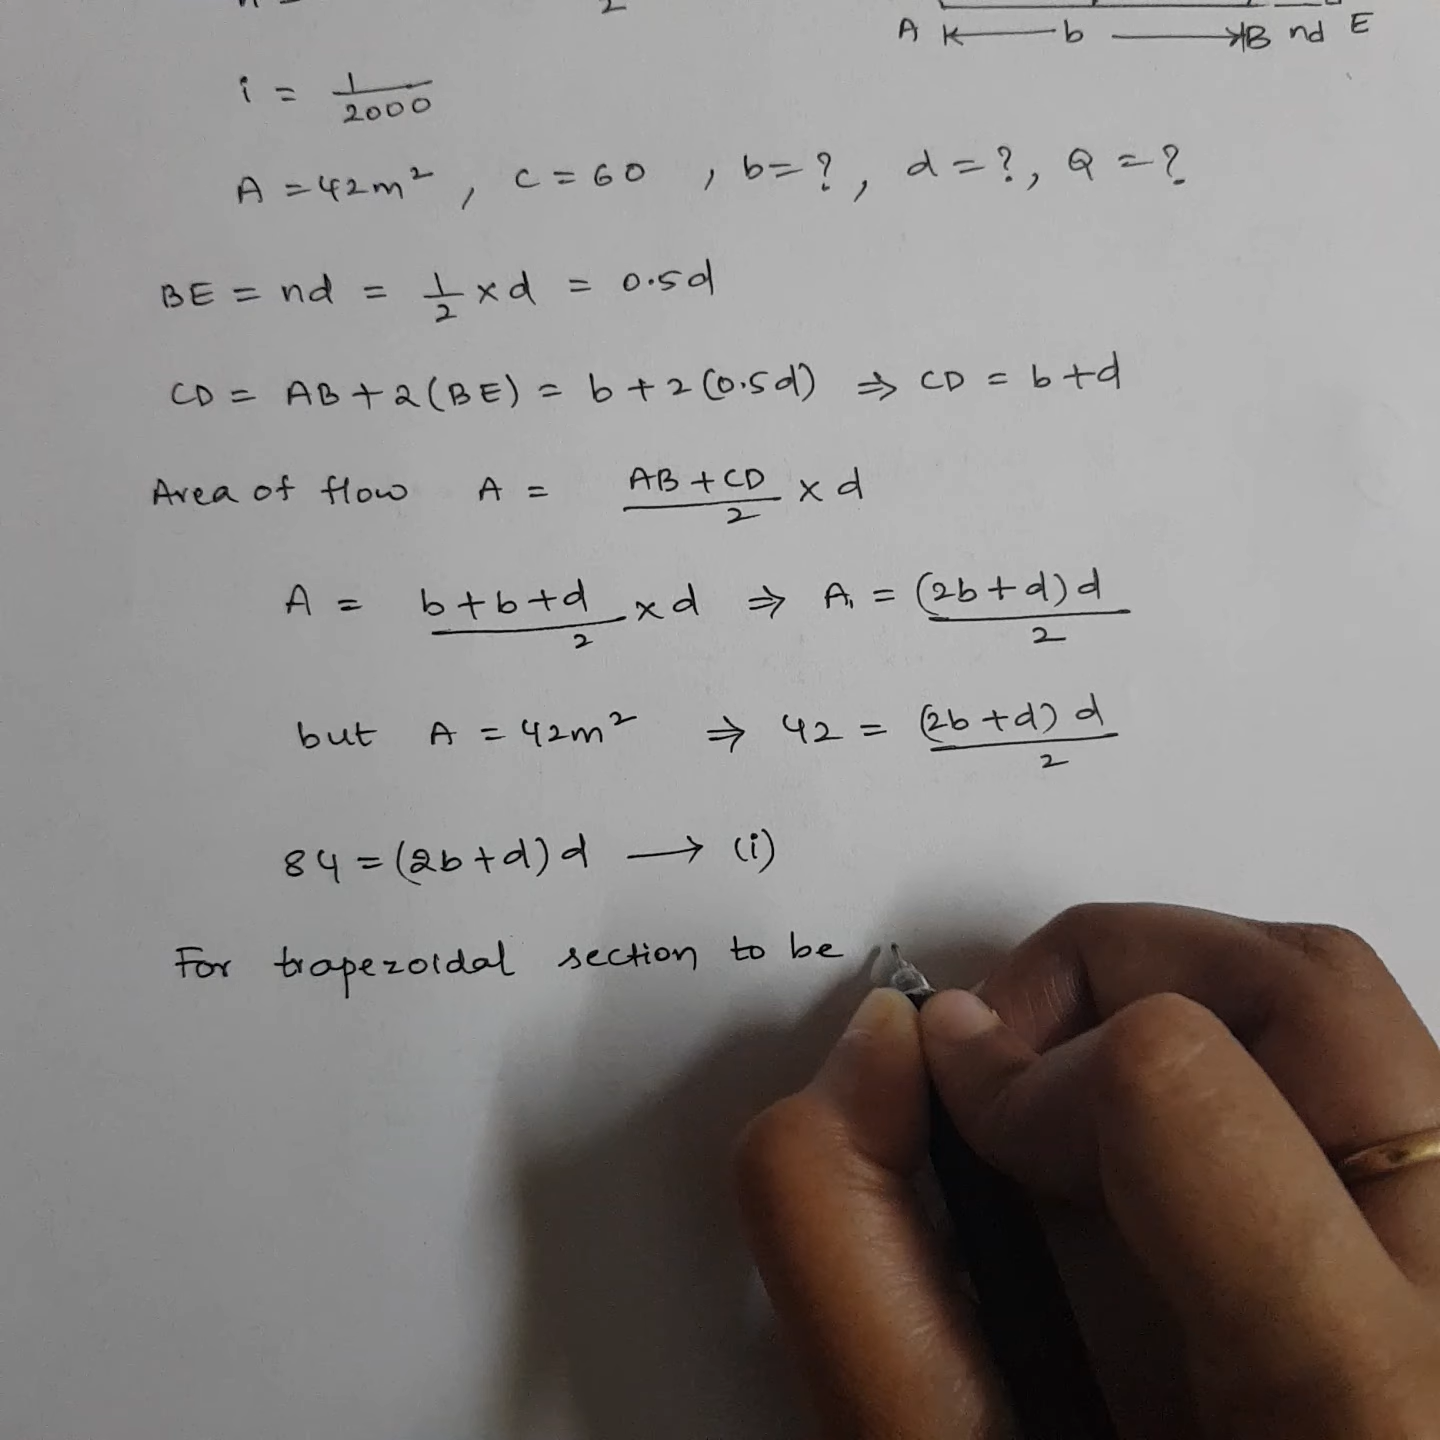 A b B nd E
i = 1/2000
A = 42m², C = 60, b = ?, d = ?, Q = ?
BE = nd = 1/2 × d = 0.5d
CD = AB + 2(BE) = b + 2(0.5d) ⇒ CD = b + d
Area of flow A = (AB + CD)/2 × d
A = (b + b + d)/2 × d ⇒ A = (2b + d)d/2
but A = 42m² ⇒ 42 = (2b + d)d/2
84 = (2b + d)d → (i)
For trapezoidal section to be